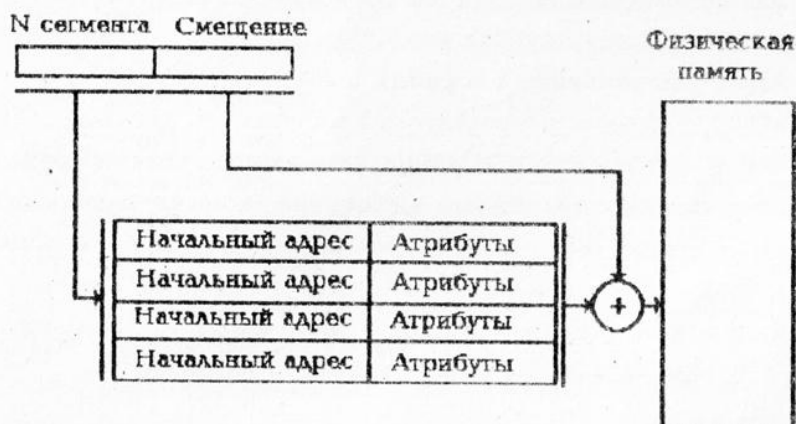 N сегмента Смещение
Физическая
память
Начальный адрес Атрибуты
Начальный адрес Атрибуты
Начальный адрес Атрибуты
Начальный адрес Атрибуты
+